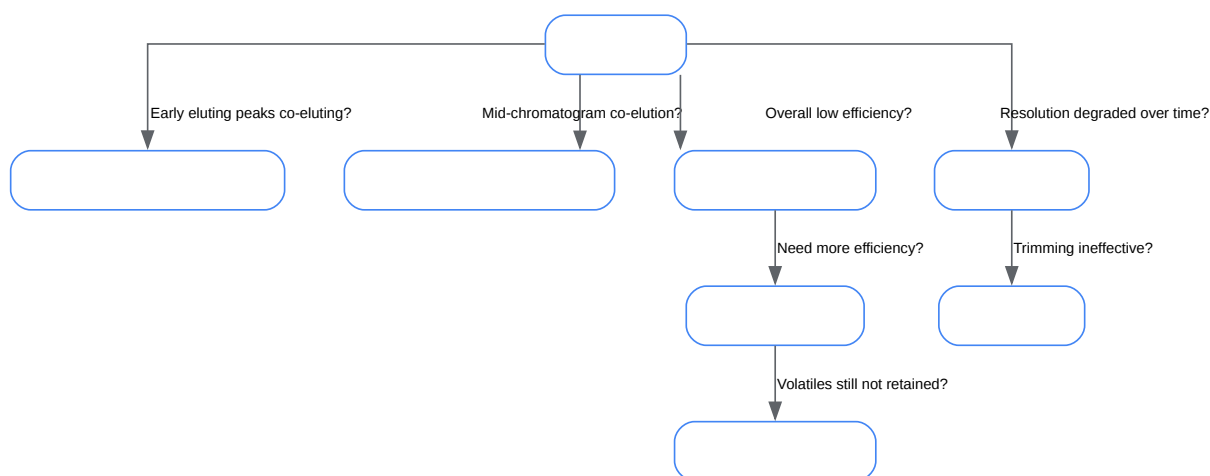 Early eluting peaks co-eluting?
Mid-chromatogram co-elution?
Overall low efficiency?
Resolution degraded over time?
Need more efficiency?
Trimming ineffective?
Volatiles still not retained?